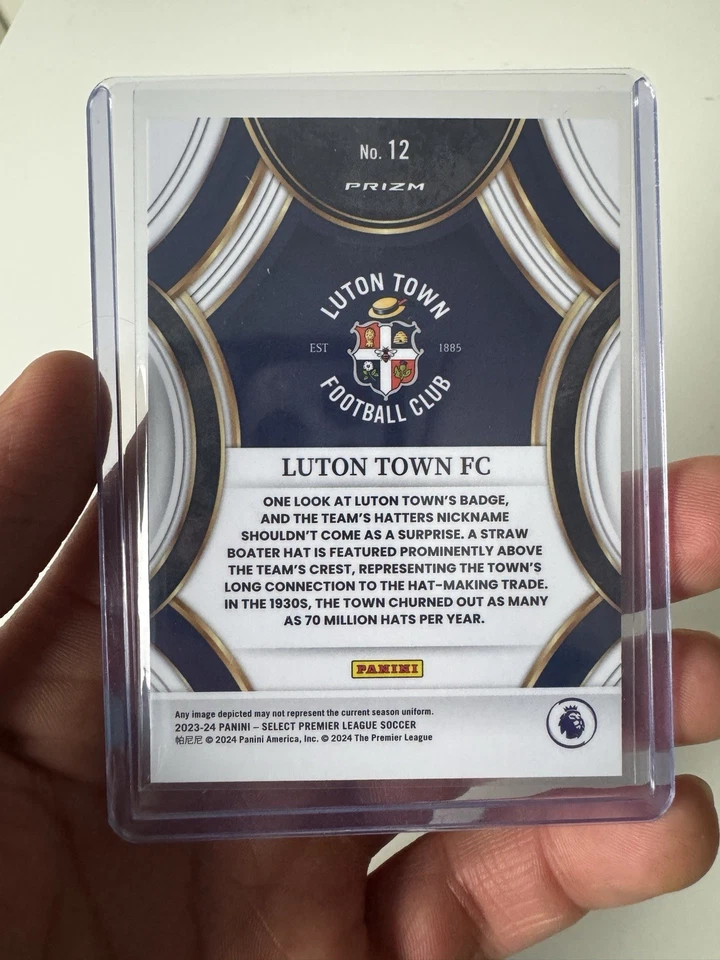 No. 12
PRIZM
LUTON TOWN
EST 1885
FOOTBALL CLUB
LUTON TOWN FC
ONE LOOK AT LUTON TOWN'S BADGE,
AND THE TEAM'S HATTERS NICKNAME
SHOULDN'T COME AS A SURPRISE. A STRAW
BOATER HAT IS FEATURED PROMINENTLY ABOVE
THE TEAM'S CREST, REPRESENTING THE TOWN'S
LONG CONNECTION TO THE HAT-MAKING TRADE.
IN THE 1930S, THE TOWN CHURNED OUT AS MANY
AS 70 MILLION HATS PER YEAR.
PANINI
Any image depicted may not represent the current season uniform.
2023-24 PANINI – SELECT PREMIER LEAGUE SOCCER
帕尼尼 © 2024 Panini America, Inc. © 2024 The Premier League